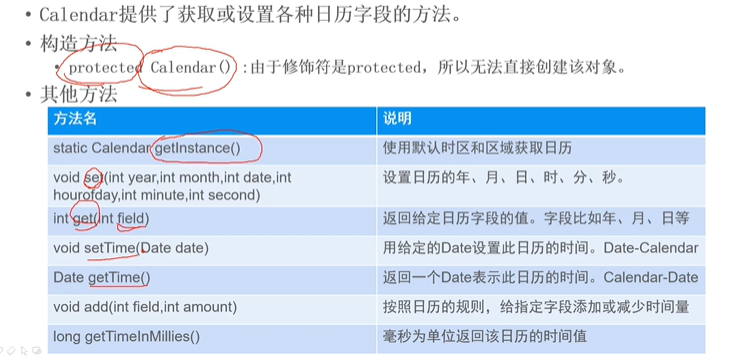 • Calendar提供了获取或设置各种日历字段的方法。
• 构造方法
• protected Calendar():由于修饰符是protected，所以无法直接创建该对象。
• 其他方法
方法名 说明
static Calendar getInstance() 使用默认时区和区域获取日历
void set(int year,int month,int date,int 设置日历的年、月、日、时、分、秒。
hourofday,int minute,int second)
int get(int field) 返回给定日历字段的值。字段比如年、月、日等
void setTime(Date date) 用给定的Date设置此日历的时间。Date-Calendar
Date getTime() 返回一个Date表示此日历的时间。Calendar-Date
void add(int field,int amount) 按照日历的规则，给指定字段添加或减少时间量
long getTimeInMillies() 毫秒为单位返回该日历的时间值